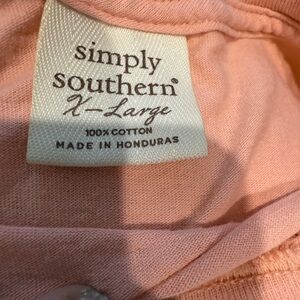 simply
southern®
X-Large
100% COTTON
MADE IN HONDURAS